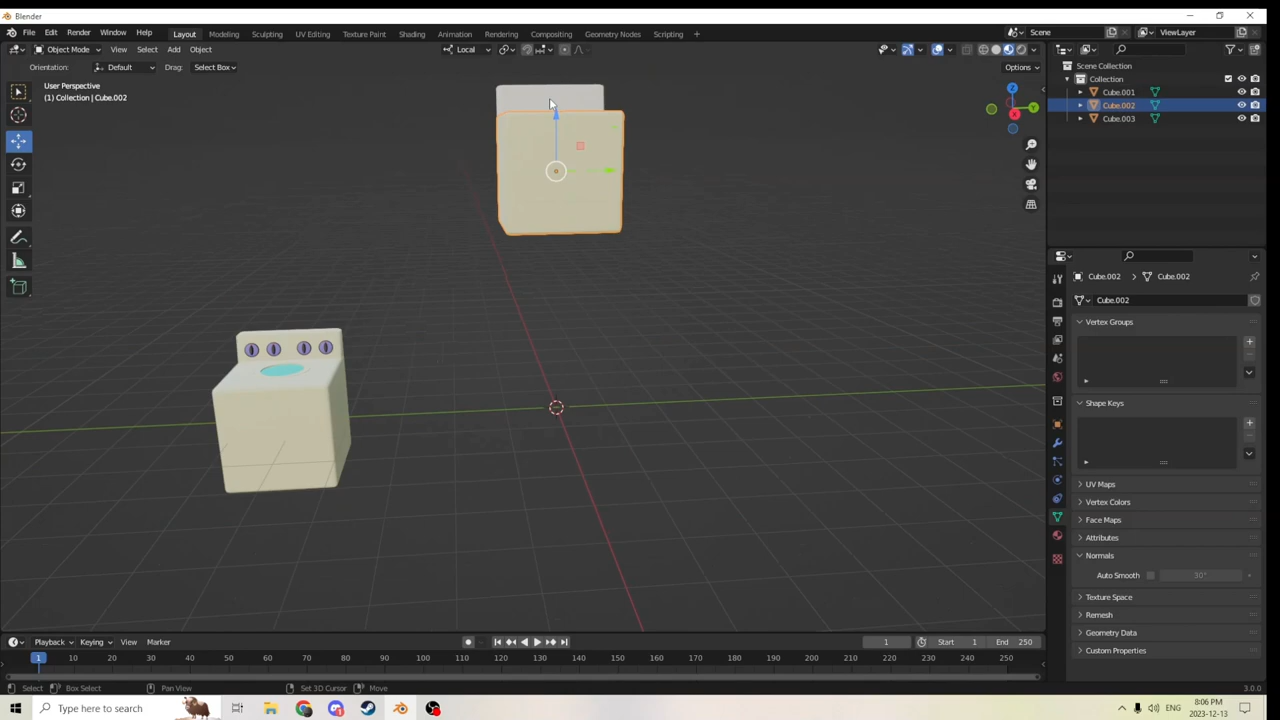 Blender
File Edit Render Window Help Layout Modeling Sculpting UV Editing Texture Paint Shading Animation Rendering Compositing Geometry Nodes Scripting + Scene ViewLayer
Object Mode View Select Add Object Local
Orientation: Default Drag: Select Box Options
User Perspective
(1) Collection | Cube.002
Z
Y
X
Scene Collection
Collection
Cube.001
Cube.002
Cube.003
Cube.002 > Cube.002
Cube.002
Vertex Groups
Shape Keys
UV Maps
Vertex Colors
Face Maps
Attributes
Normals
Auto Smooth 30°
Texture Space
Remesh
Geometry Data
Custom Properties
Playback Keying View Marker 1 Start 1 End 250
1 10 20 30 40 50 60 70 80 90 100 110 120 130 140 150 160 170 180 190 200 210 220 230 240 250
Select Box Select Pan View Set 3D Cursor Move 3.0.0
Type here to search ENG 8:06 PM
2023-12-13